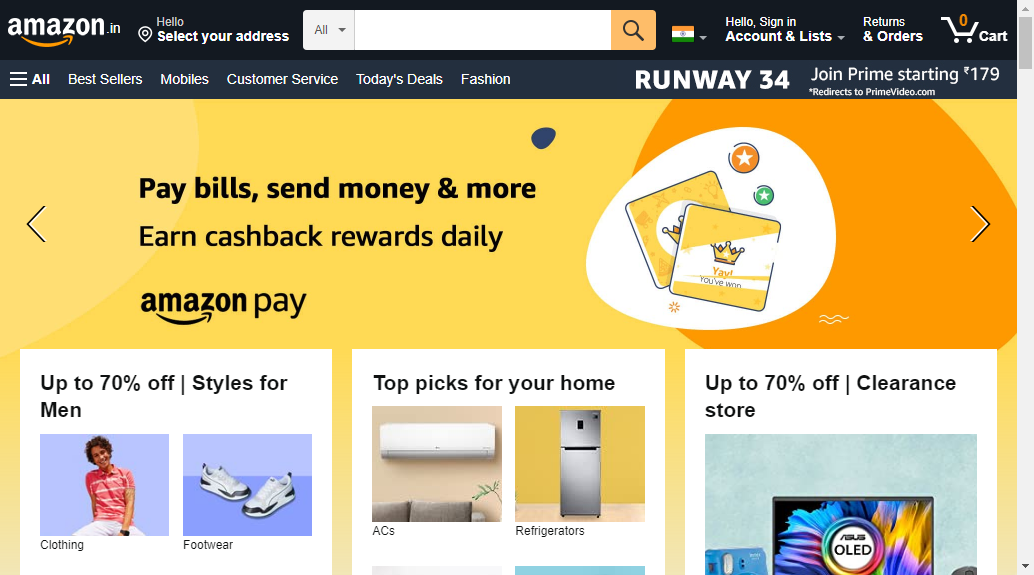 amazon.in
Hello
Select your address
All
Hello, Sign in
Account & Lists
Returns
& Orders
0
Cart
All
Best Sellers
Mobiles
Customer Service
Today's Deals
Fashion
RUNWAY 34
Join Prime starting ₹179
*Redirects to PrimeVideo.com
Pay bills, send money & more
Earn cashback rewards daily
amazon pay
Yay!
You've won
Up to 70% off | Styles for
Men
Clothing
Footwear
Top picks for your home
ACs
Refrigerators
Up to 70% off | Clearance
store
ASUS
OLED